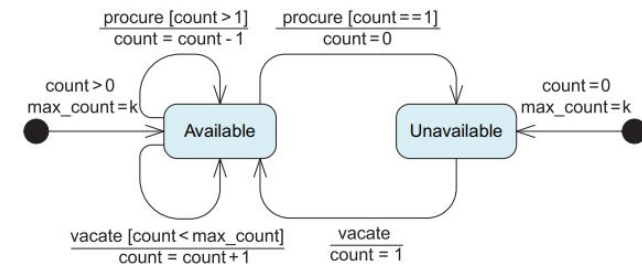 procure [count>1]
count = count - 1
procure [count==1]
count=0
count>0
max_count=k
Available
Unavailable
count=0
max_count=k
vacate [count<max_count]
count = count+1
vacate
count = 1